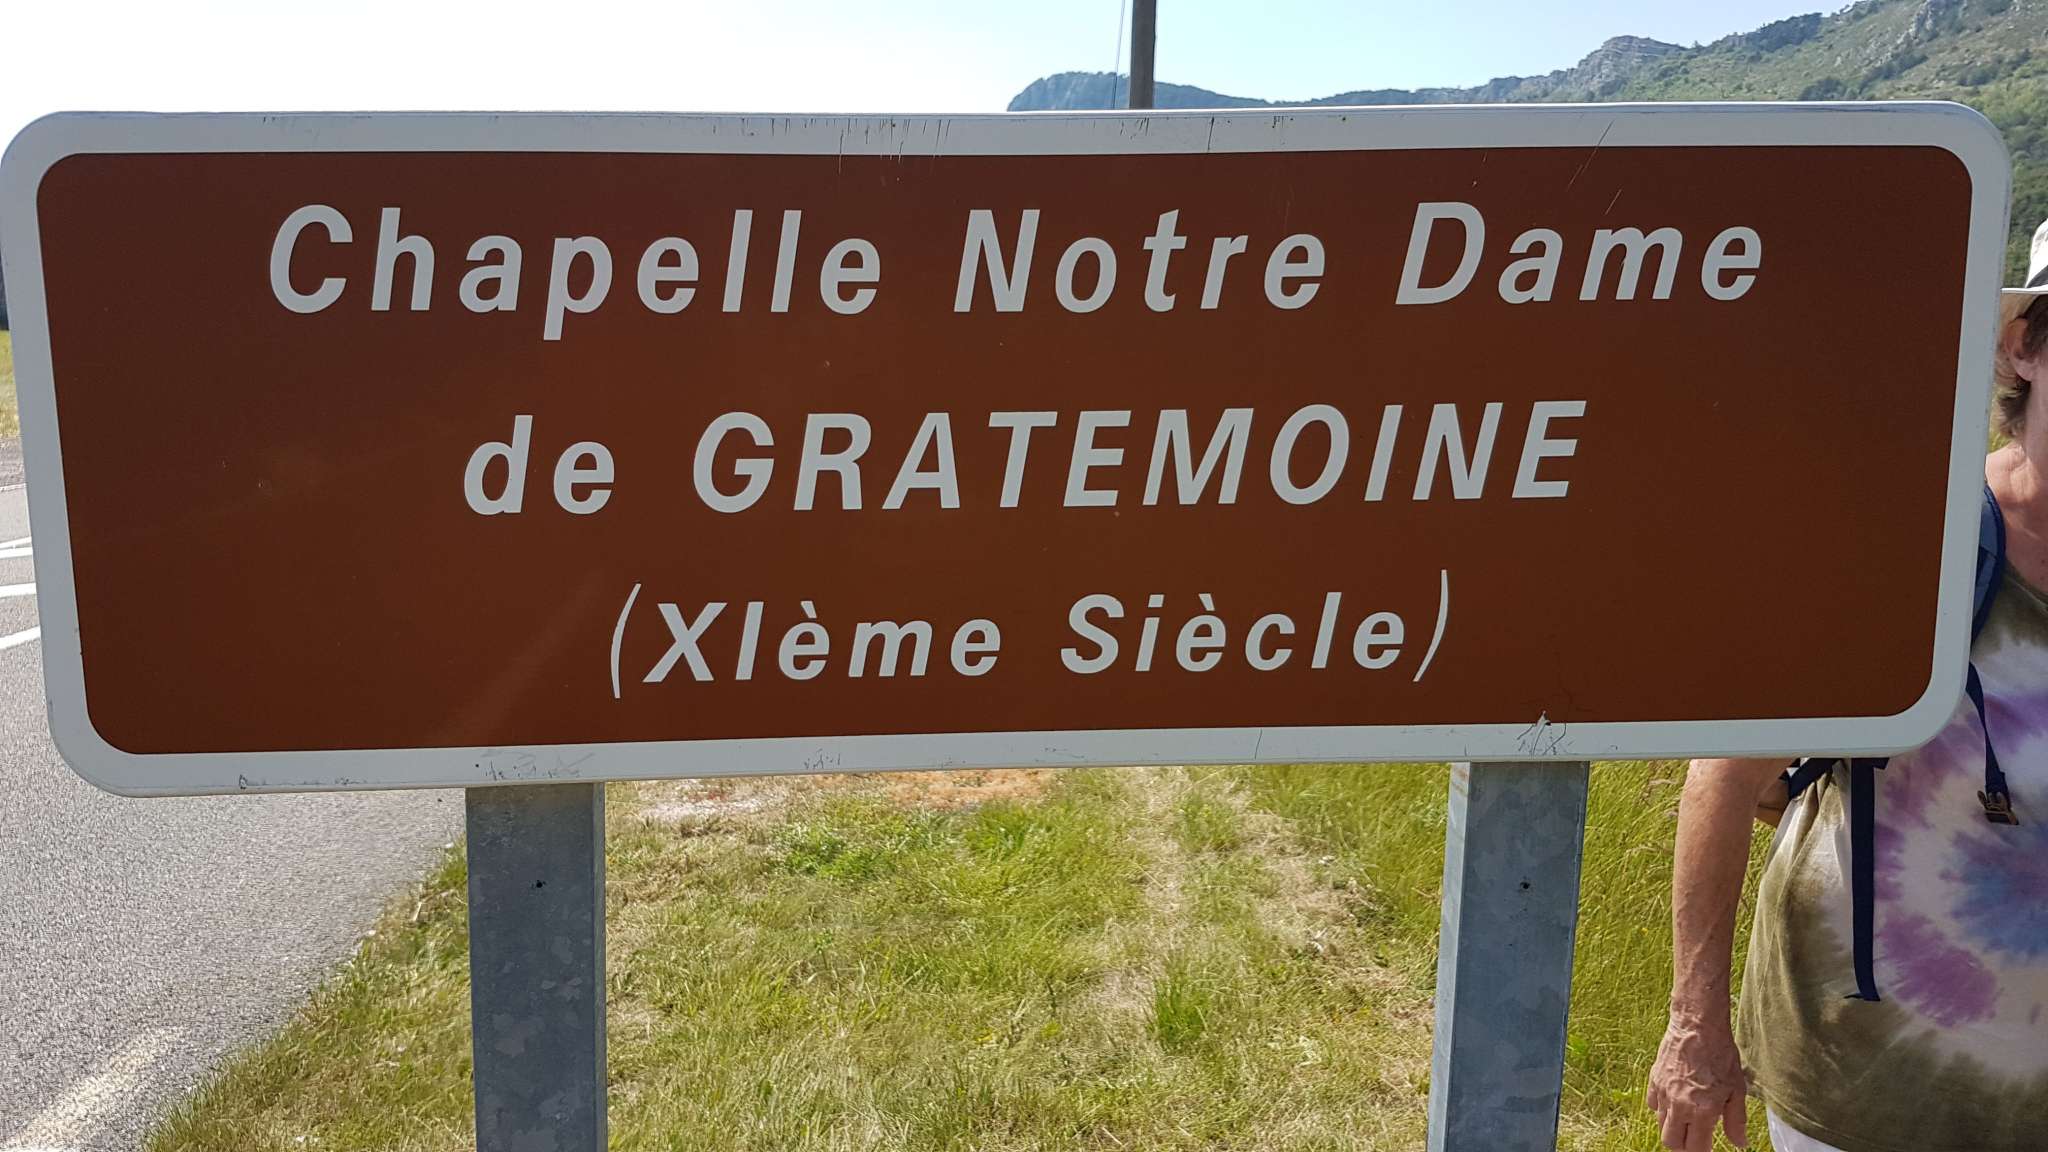 Chapelle Notre Dame
de GRATEMOINE
(XIème Siècle)